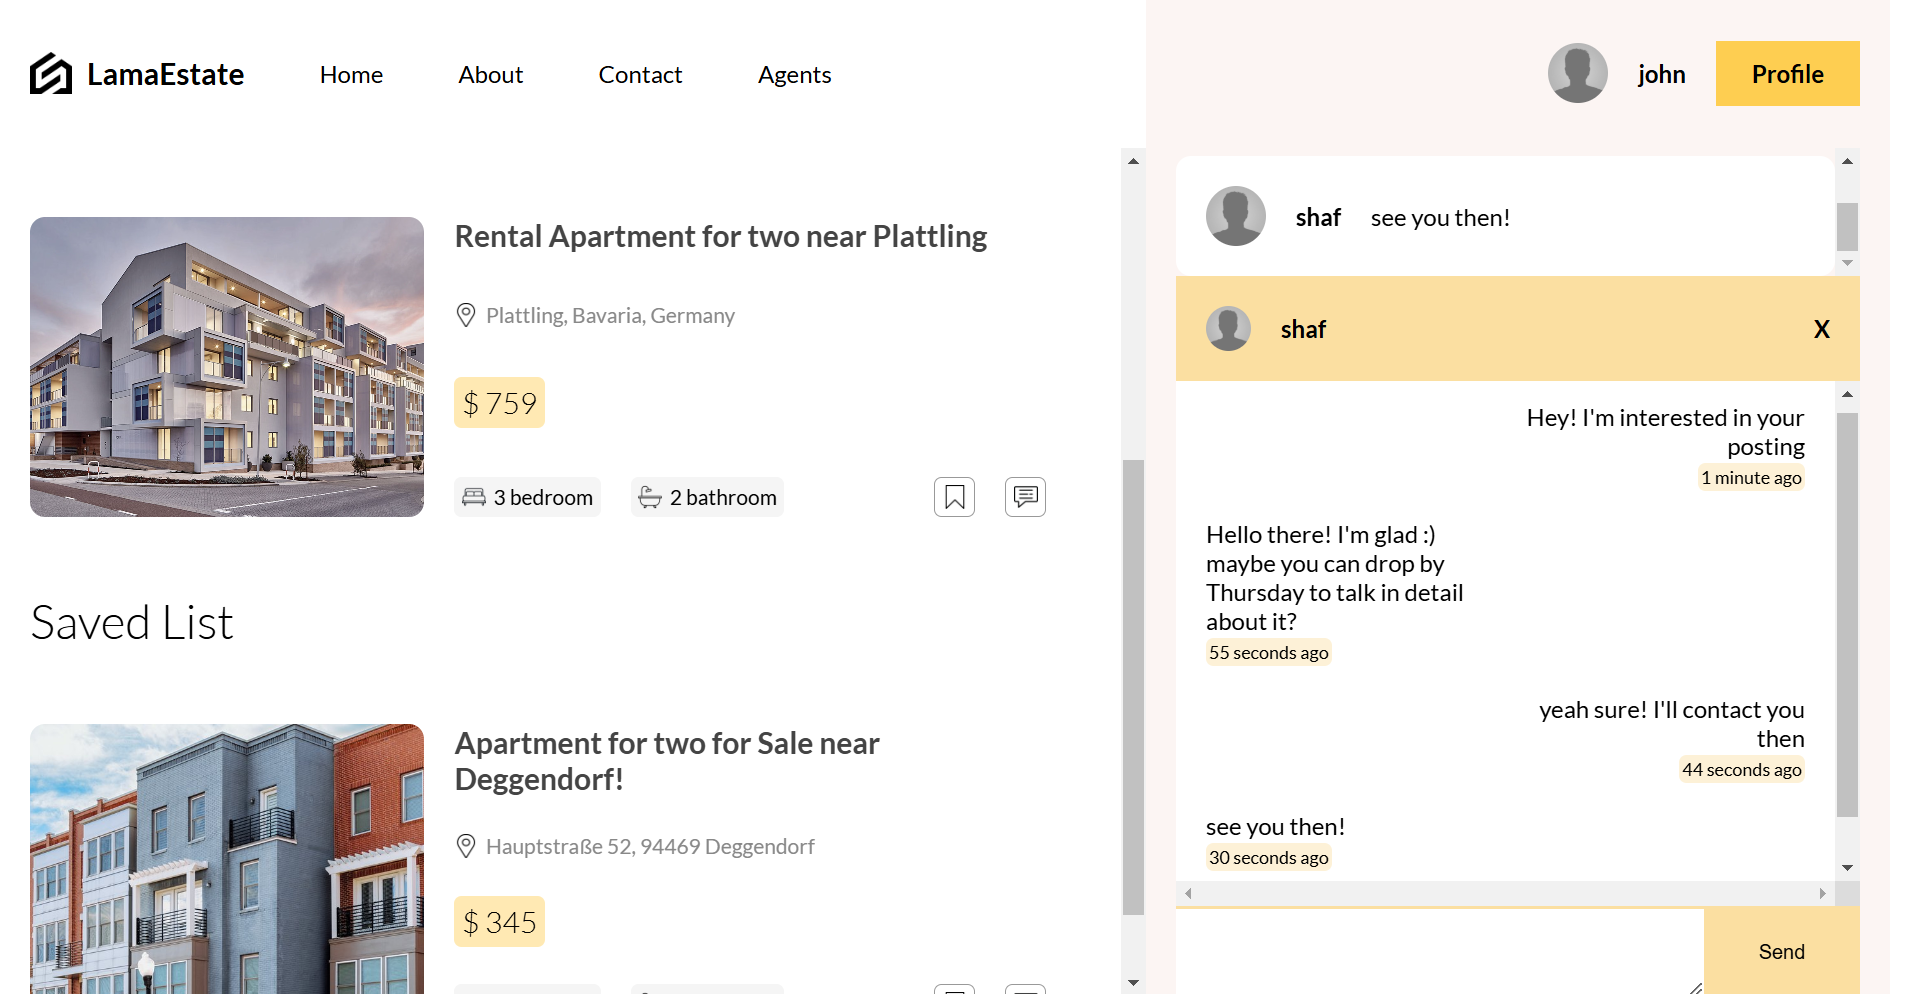 LamaEstate
Home
About
Contact
Agents
john
Profile
Rental Apartment for two near Plattling
Plattling, Bavaria, Germany
$ 759
3 bedroom
2 bathroom
Saved List
Apartment for two for Sale near
Deggendorf!
Hauptstraße 52, 94469 Deggendorf
$ 345
shaf
see you then!
shaf
X
Hey! I'm interested in your
posting
1 minute ago
Hello there! I'm glad :)
maybe you can drop by
Thursday to talk in detail
about it?
55 seconds ago
yeah sure! I'll contact you
then
44 seconds ago
see you then!
30 seconds ago
Send